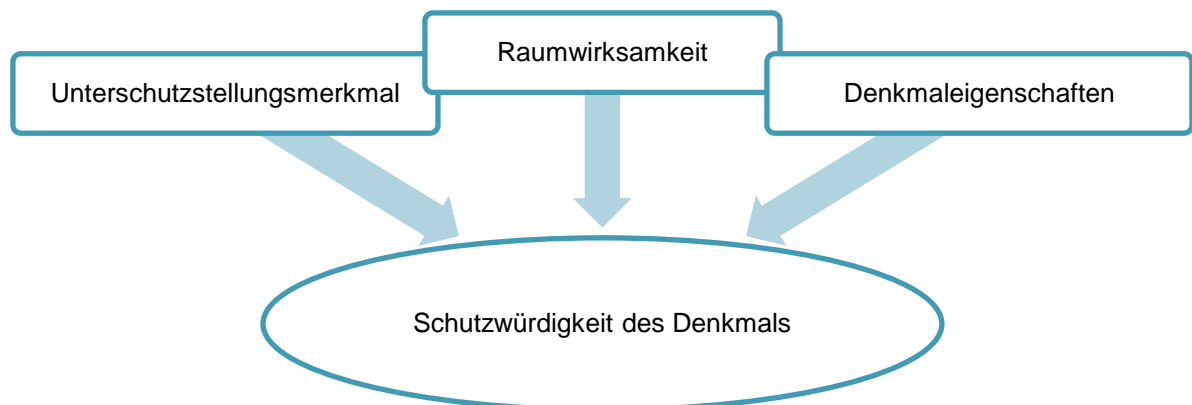 Raumwirksamkeit
Unterschutzstellungsmerkmal
Denkmaleigenschaften
Schutzwürdigkeit des Denkmals